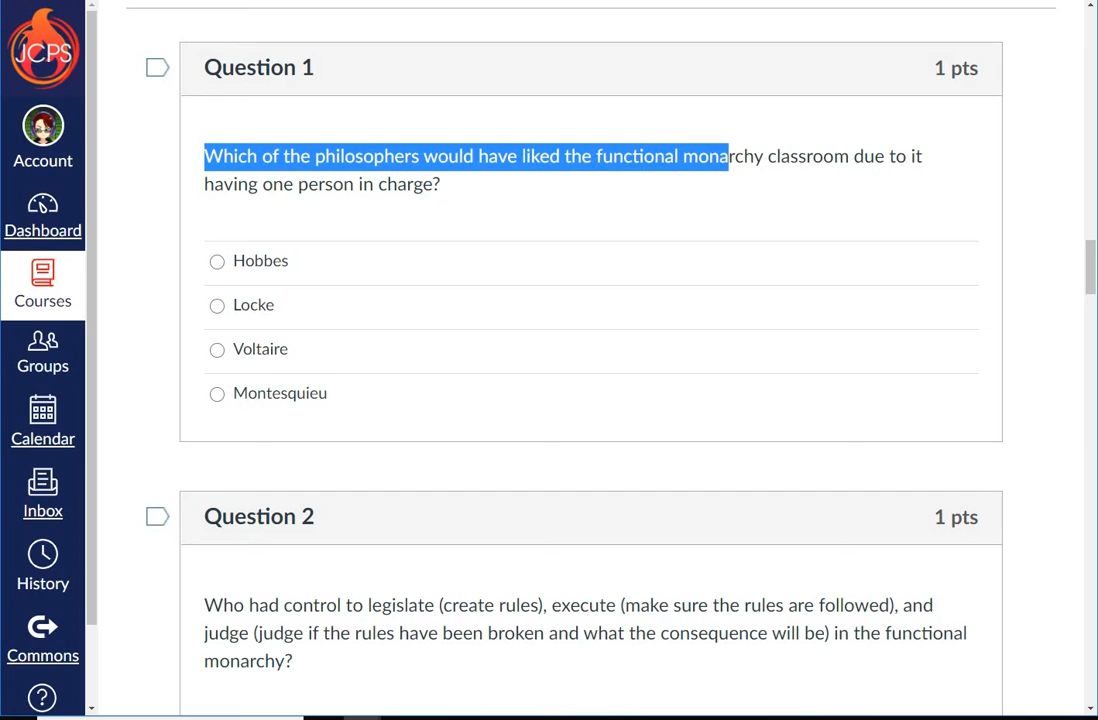 JCPS
Account
Dashboard
Courses
Groups
Calendar
Inbox
History
Commons
?
Question 1
1 pts
Which of the philosophers would have liked the functional monarchy classroom due to it
having one person in charge?
Hobbes
Locke
Voltaire
Montesquieu
Question 2
1 pts
Who had control to legislate (create rules), execute (make sure the rules are followed), and
judge (judge if the rules have been broken and what the consequence will be) in the functional
monarchy?